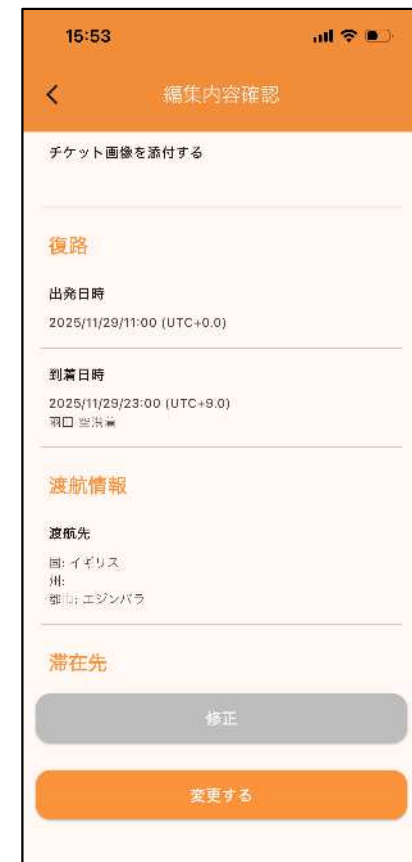 15:53
編集内容確認
チケット画像を添付する
復路
出発日時
2025/11/29/11:00 (UTC+0.0)
到着日時
2025/11/29/23:00 (UTC+9.0)
羽田 空港着
渡航情報
渡航先
国: イギリス
州:
都市: エジンバラ
滞在先
修正
変更する